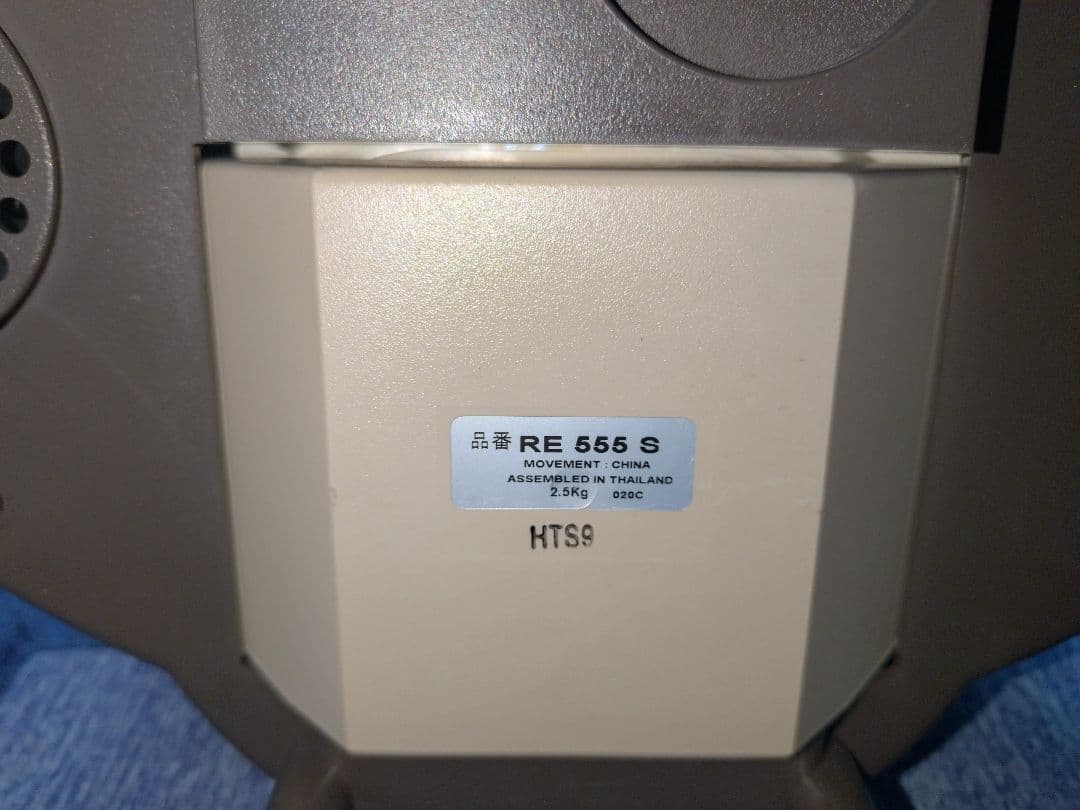 品番 RE 555 S
MOVEMENT : CHINA
ASSEMBLED IN THAILAND
2.5Kg 020C
HTS9